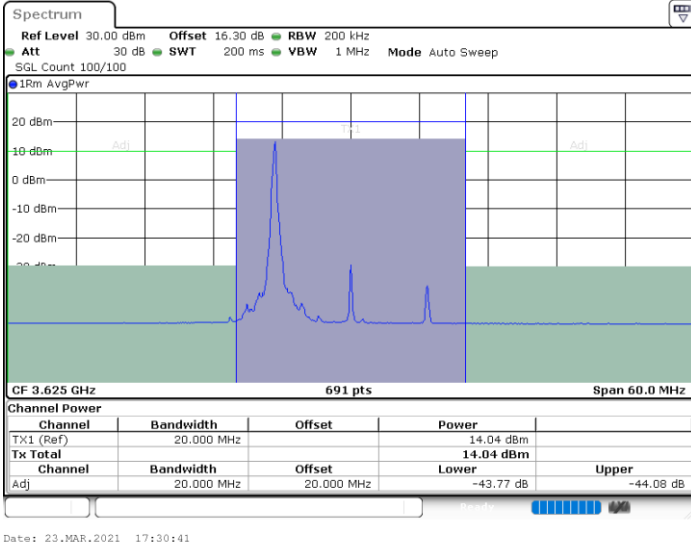 Spectrum
Ref Level 30.00 dBm Offset 16.30 dB RBW 200 kHz
Att 30 dB SWT 200 ms VBW 1 MHz Mode Auto Sweep
SGL Count 100/100
1Rm AvgPwr
20 dBm
TX1
Adj Adj
10 dBm
0 dBm
-10 dBm
-20 dBm
CF 3.625 GHz 691 pts Span 60.0 MHz
Channel Power
Channel Bandwidth Offset Power
TX1 (Ref) 20.000 MHz 14.04 dBm
Tx Total 14.04 dBm
Channel Bandwidth Offset Lower Upper
Adj 20.000 MHz 20.000 MHz -43.77 dB -44.08 dB
Ready
Date: 23.MAR.2021 17:30:41